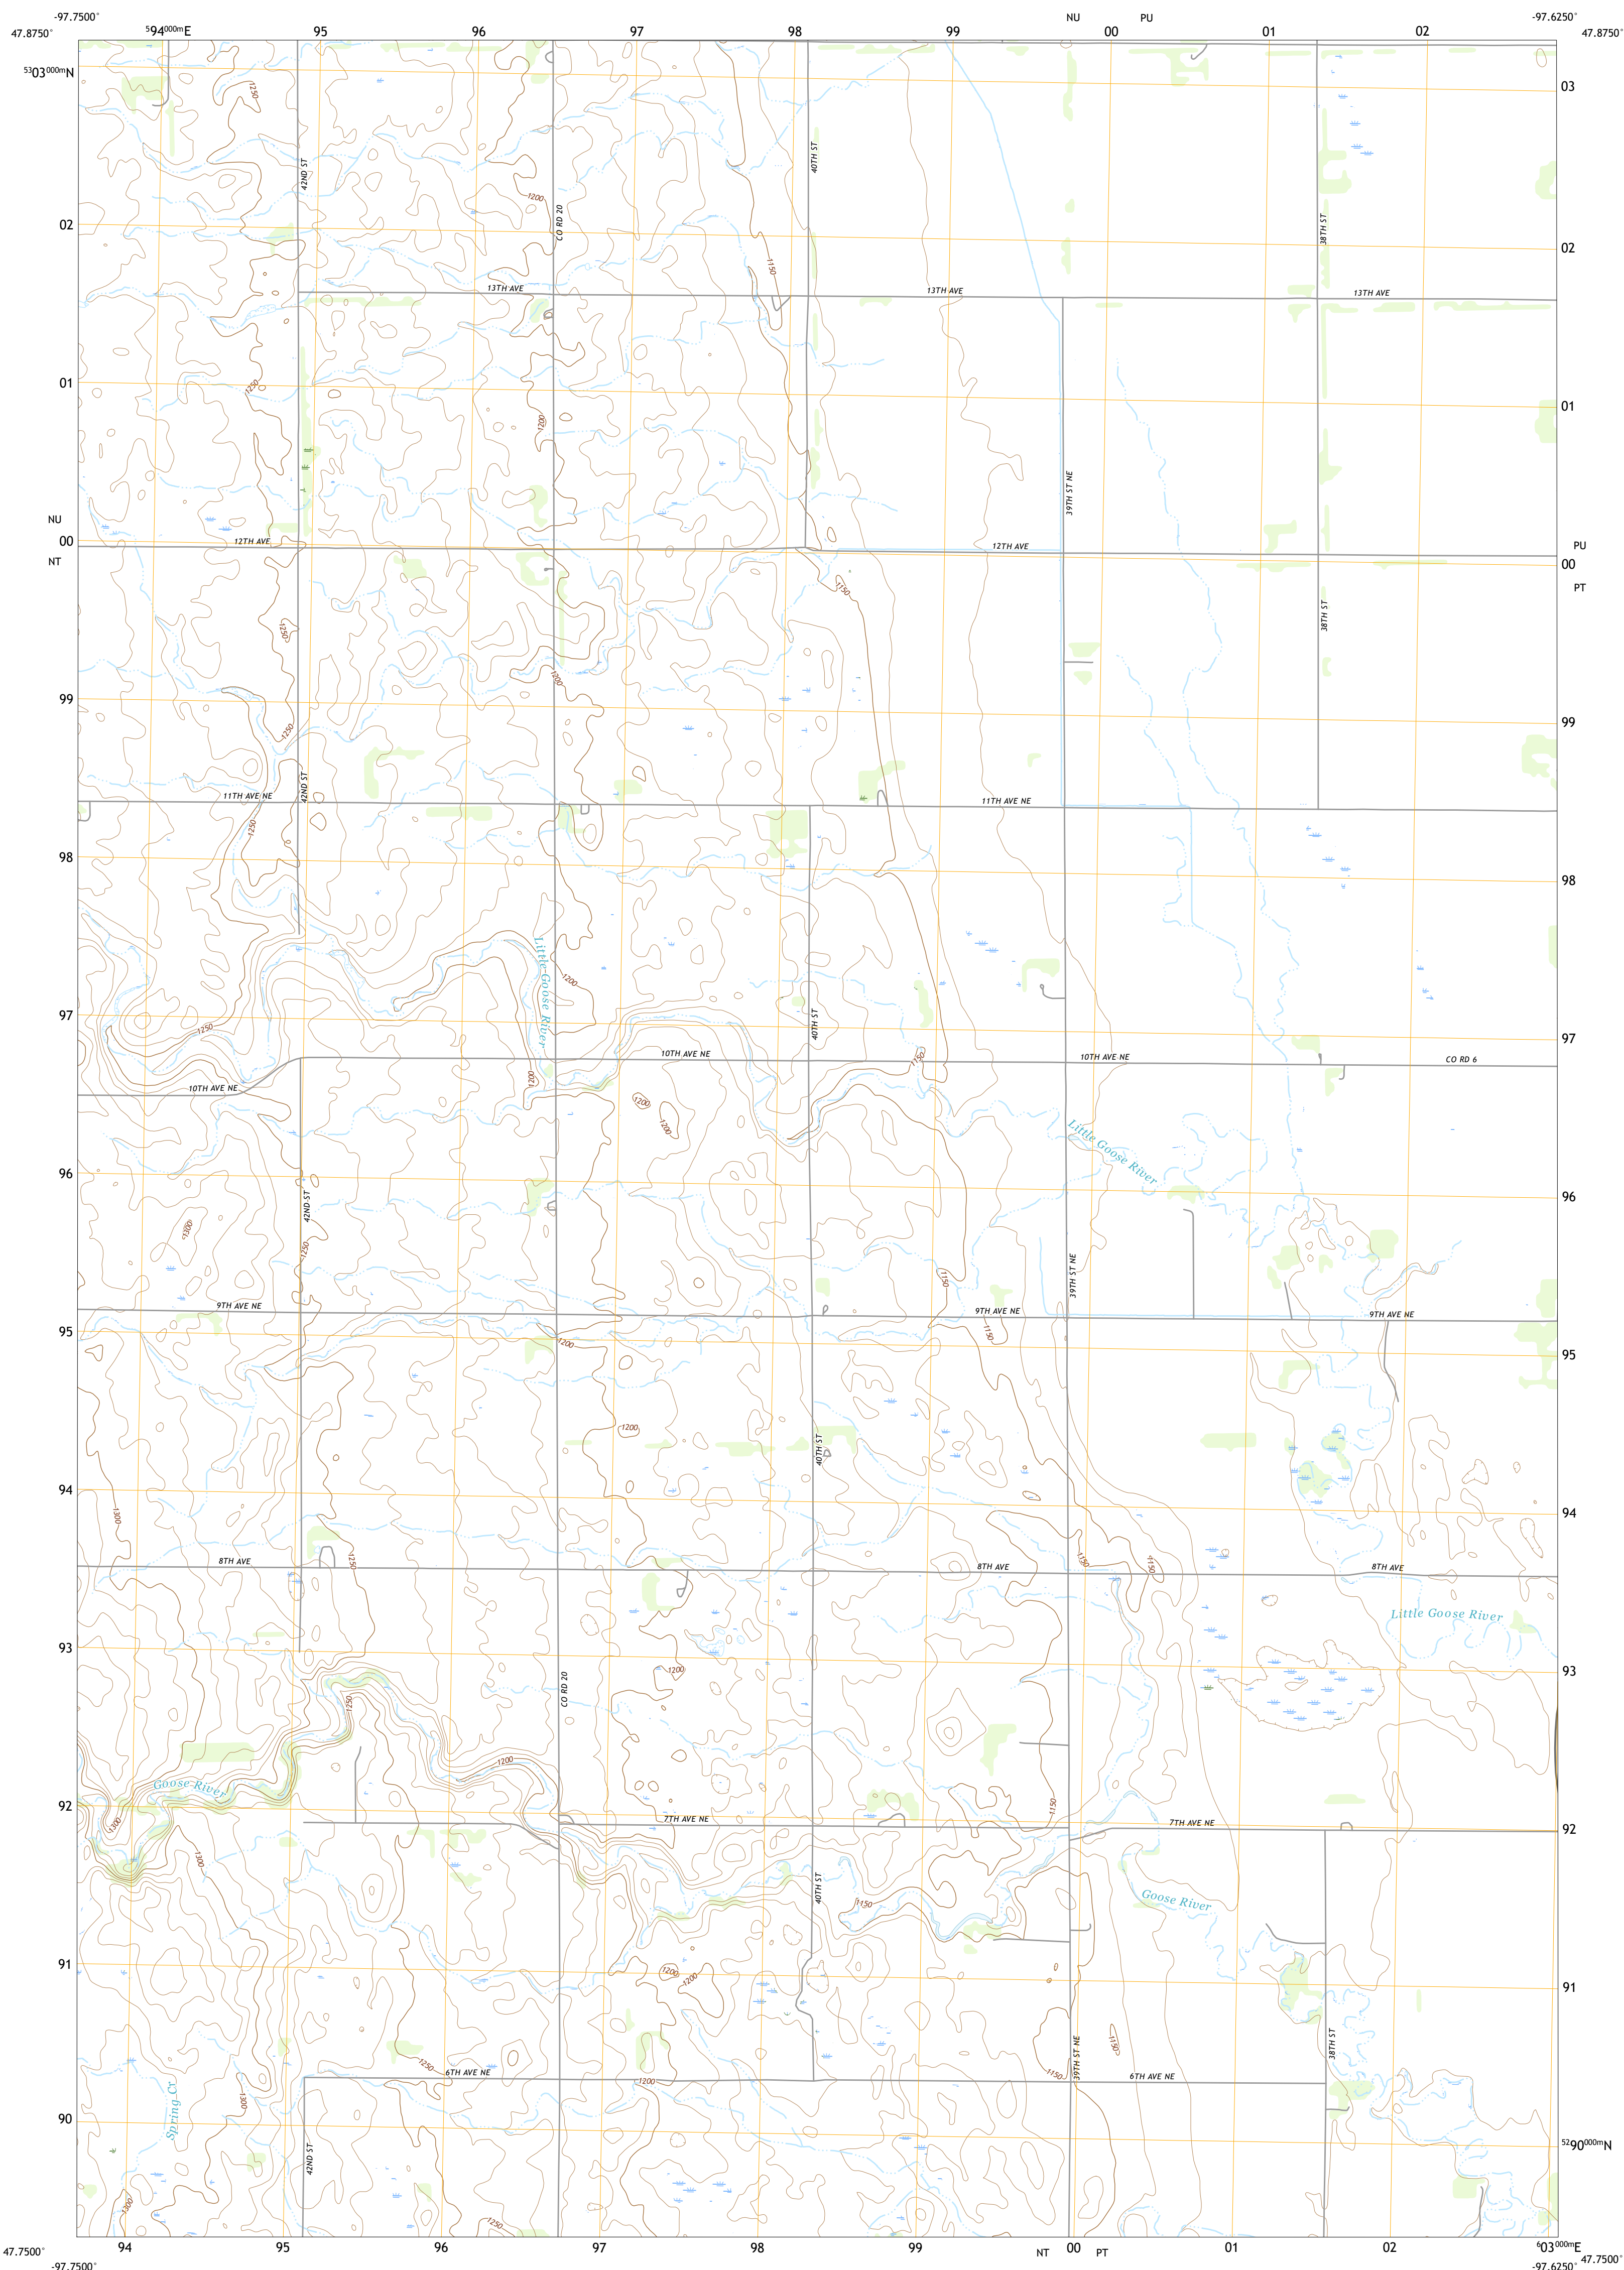 -97.7500°
NU
PU
-97.6250°
47.8750°
⁵94⁰⁰⁰ᵐE
95
96
97
98
99
00
01
02
47.8750°
⁵³03⁰⁰⁰ᵐN
03
1250
42ND ST
40TH ST
1200
CO RD 20
38TH ST
02
02
1150
13TH AVE
13TH AVE
13TH AVE
01
1250
01
1200
39TH ST NE
NU
00
12TH AVE
12TH AVE
PU
NT
00
1150
PT
1250
38TH ST
1200
99
1250
99
42ND ST
11TH AVE NE
11TH AVE NE
1250
98
98
Little Goose River
1200
97
1250
40TH ST
97
10TH AVE NE
1150
10TH AVE NE
CO RD 6
10TH AVE NE
1200
1200
1200
Little Goose River
96
42ND ST
96
1300
1250
39TH ST NE
1150
9TH AVE NE
9TH AVE NE
9TH AVE NE
95
1150
1200
95
1200
40TH ST
94
1300
94
8TH AVE
1250
8TH AVE
1150
1150
8TH AVE
Little Goose River
93
1200
93
CO RD 20
1250
1200
Goose River
92
1300
7TH AVE NE
1150
7TH AVE NE
92
1300
40TH ST
1150
Goose River
91
1200
1200
91
1150
38TH ST
1250
6TH AVE NE
1200
1150
39TH ST NE
6TH AVE NE
Spring Cr
1300
90
42ND ST
⁵²90⁰⁰⁰ᵐN
1300
1250
47.7500°
94
95
96
97
98
99
NT
00
PT
01
02
⁶03⁰⁰⁰ᵐE
47.7500°
-97.7500°
-97.6250°